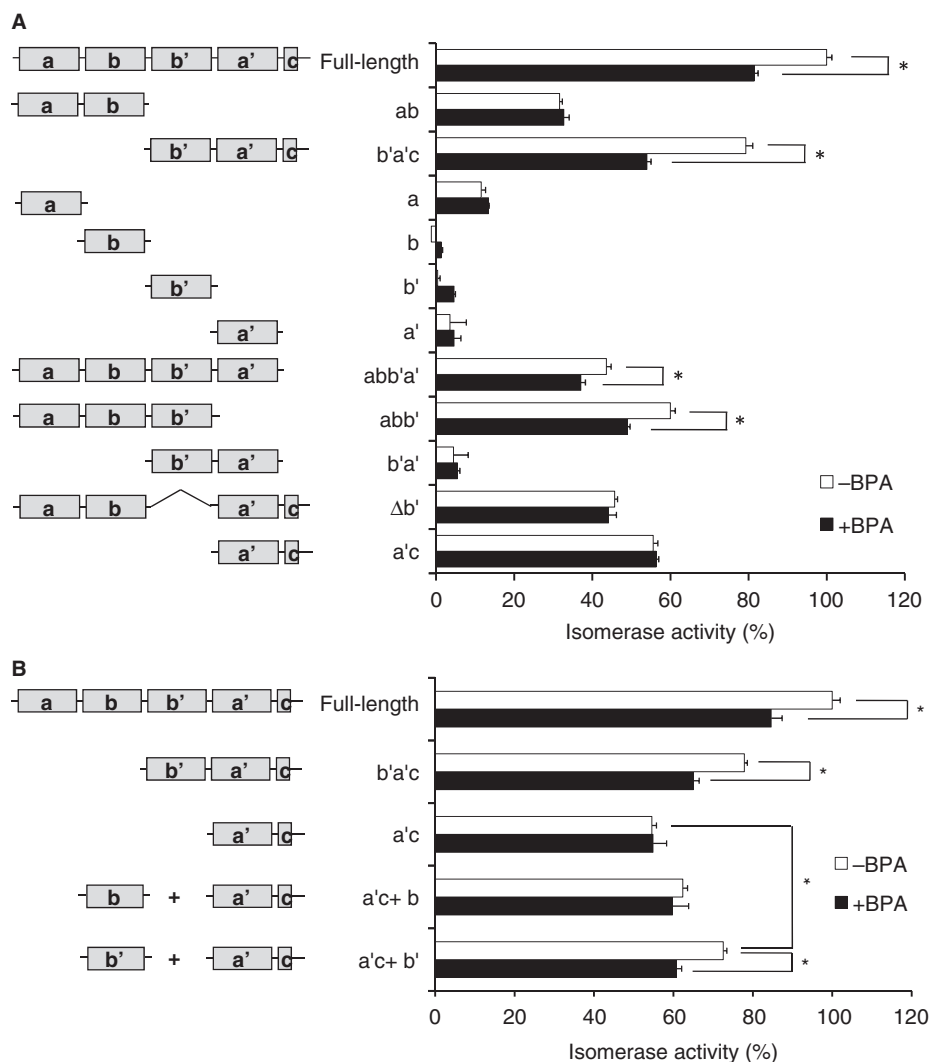 A
a b b’ a’ c Full-length *
a b ab
b’ a’ c b'a'c *
a a
b b
b’ b'
a’ a'
a b b’ a’ abb'a' *
a b b’ abb' *
b’ a’ b'a'
–BPA
a b a’ c Δb'
+BPA
a’ c a'c
0 20 40 60 80 100 120
Isomerase activity (%)
B
a b b’ a’ c Full-length *
b’ a’ c b'a'c *
a’ c a'c
–BPA
*
b + a’ c a'c+ b
+BPA
b’ + a’ c a'c+ b' *
0 20 40 60 80 100 120
Isomerase activity (%)